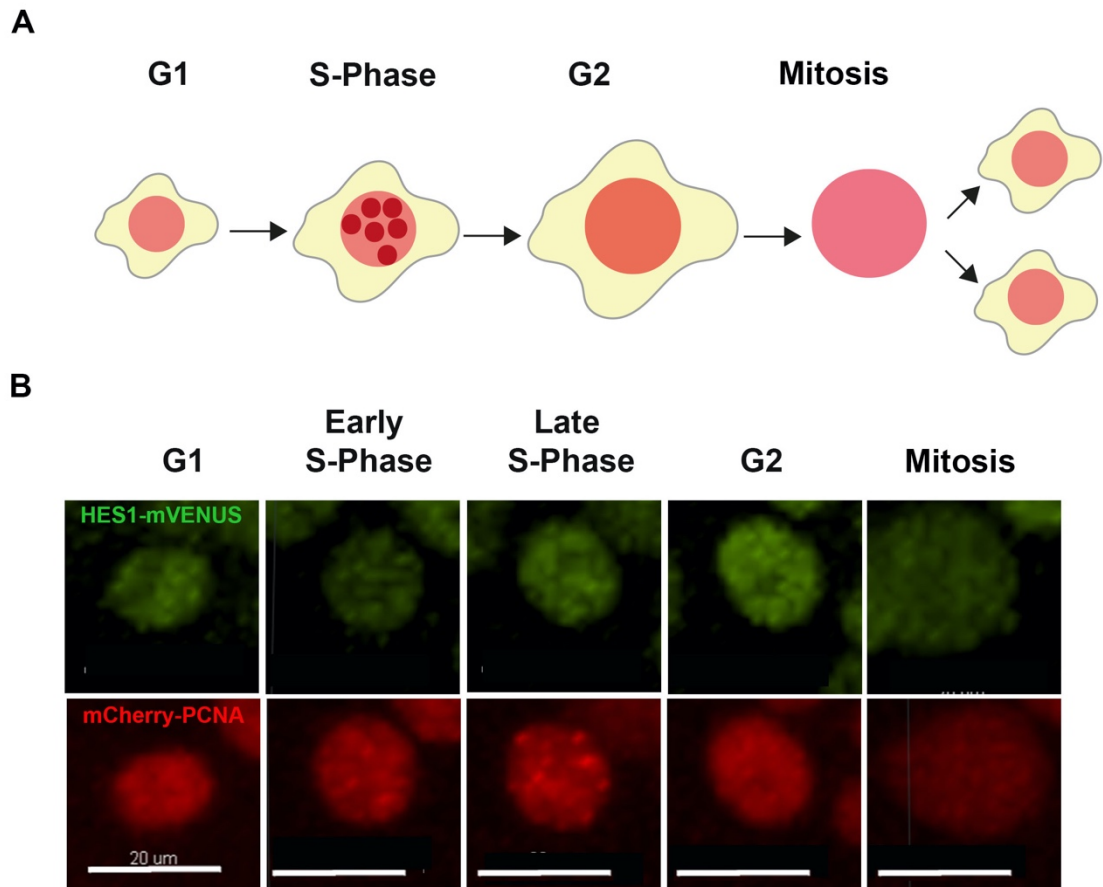 A
G1
S-Phase
G2
Mitosis
B
G1
Early
S-Phase
Late
S-Phase
G2
Mitosis
HES1-mVENUS
mCherry-PCNA
20 um